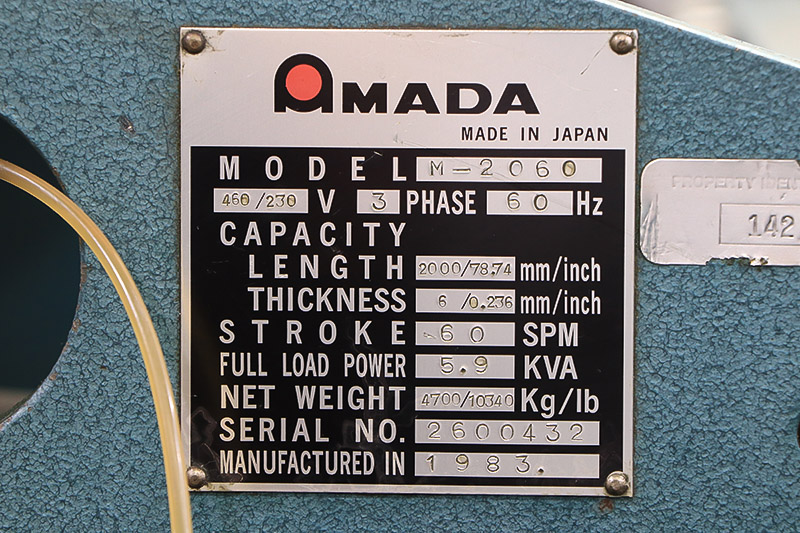 AMADA
MADE IN JAPAN
MODEL M-2060
460/230 V 3 PHASE 60 Hz
CAPACITY
LENGTH 2000/78.74 mm/inch
THICKNESS 6/0.236 mm/inch
STROKE 60 SPM
FULL LOAD POWER 5.9 KVA
NET WEIGHT 4700/10340 Kg/lb
SERIAL NO. 2600432
MANUFACTURED IN 1983.
PROPERTY IDEN
142